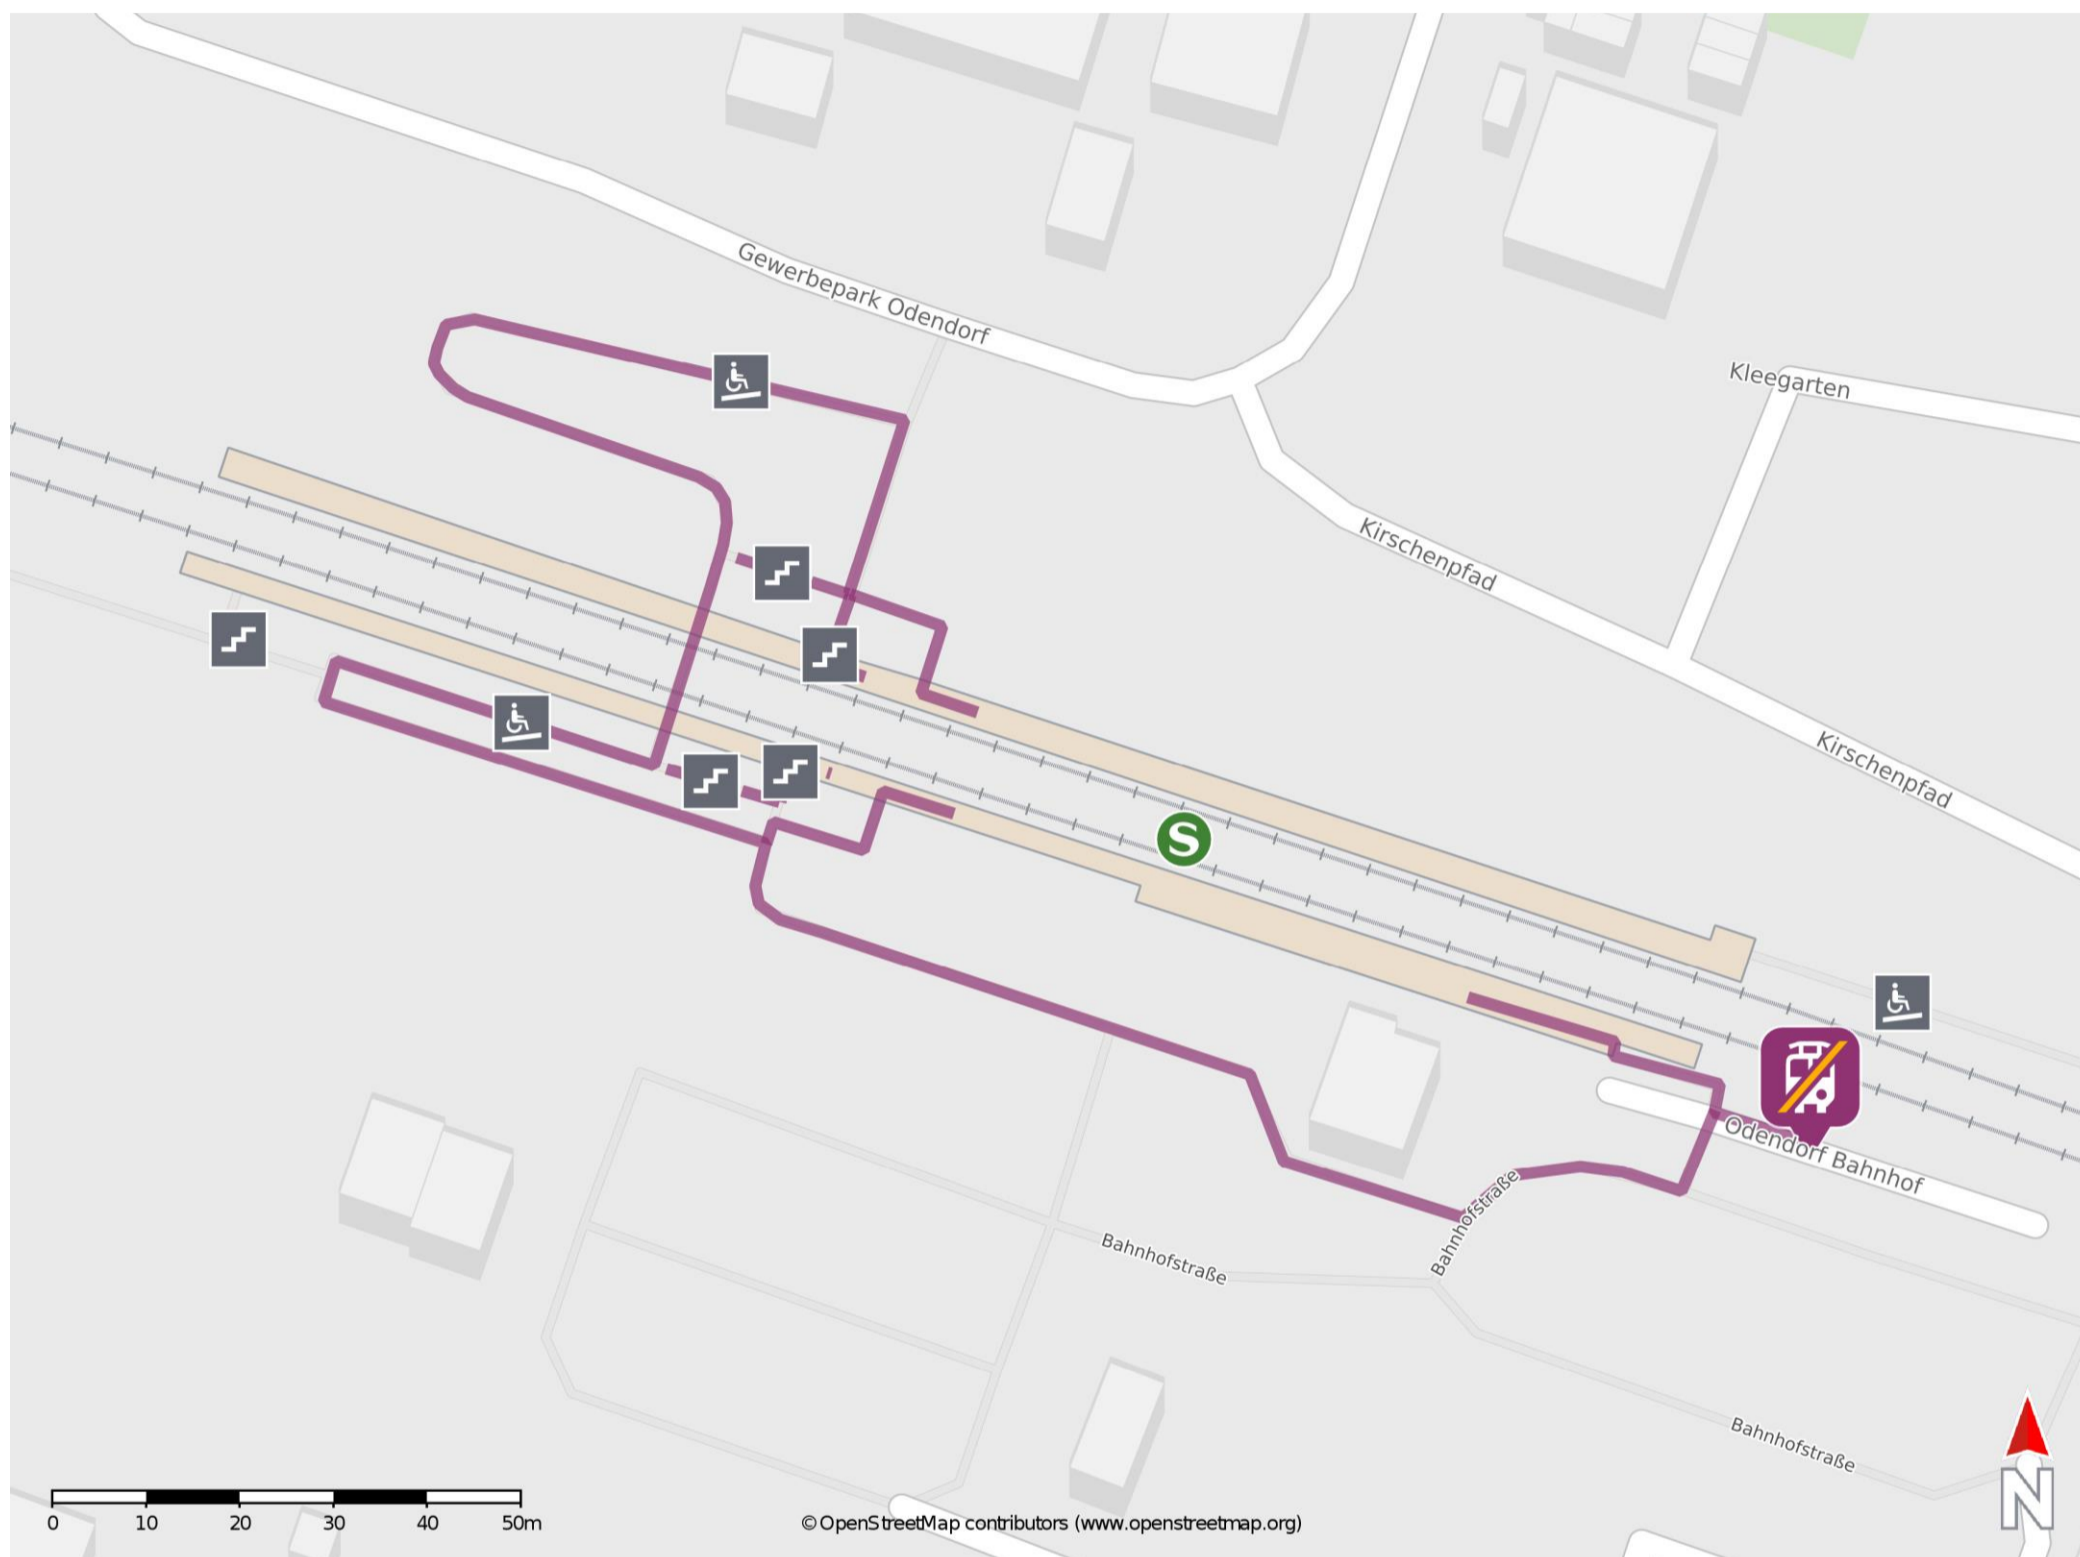 Gewerbepark Odendorf
Kleegarten
Kirschenpfad
Kirschenpfad
S
Odendorf Bahnhof
Bahnhofstraße
Bahnhofstraße
Bahnhofstraße
N
0 10 20 30 40 50m
©OpenStreetMap contributors (www.openstreetmap.org)